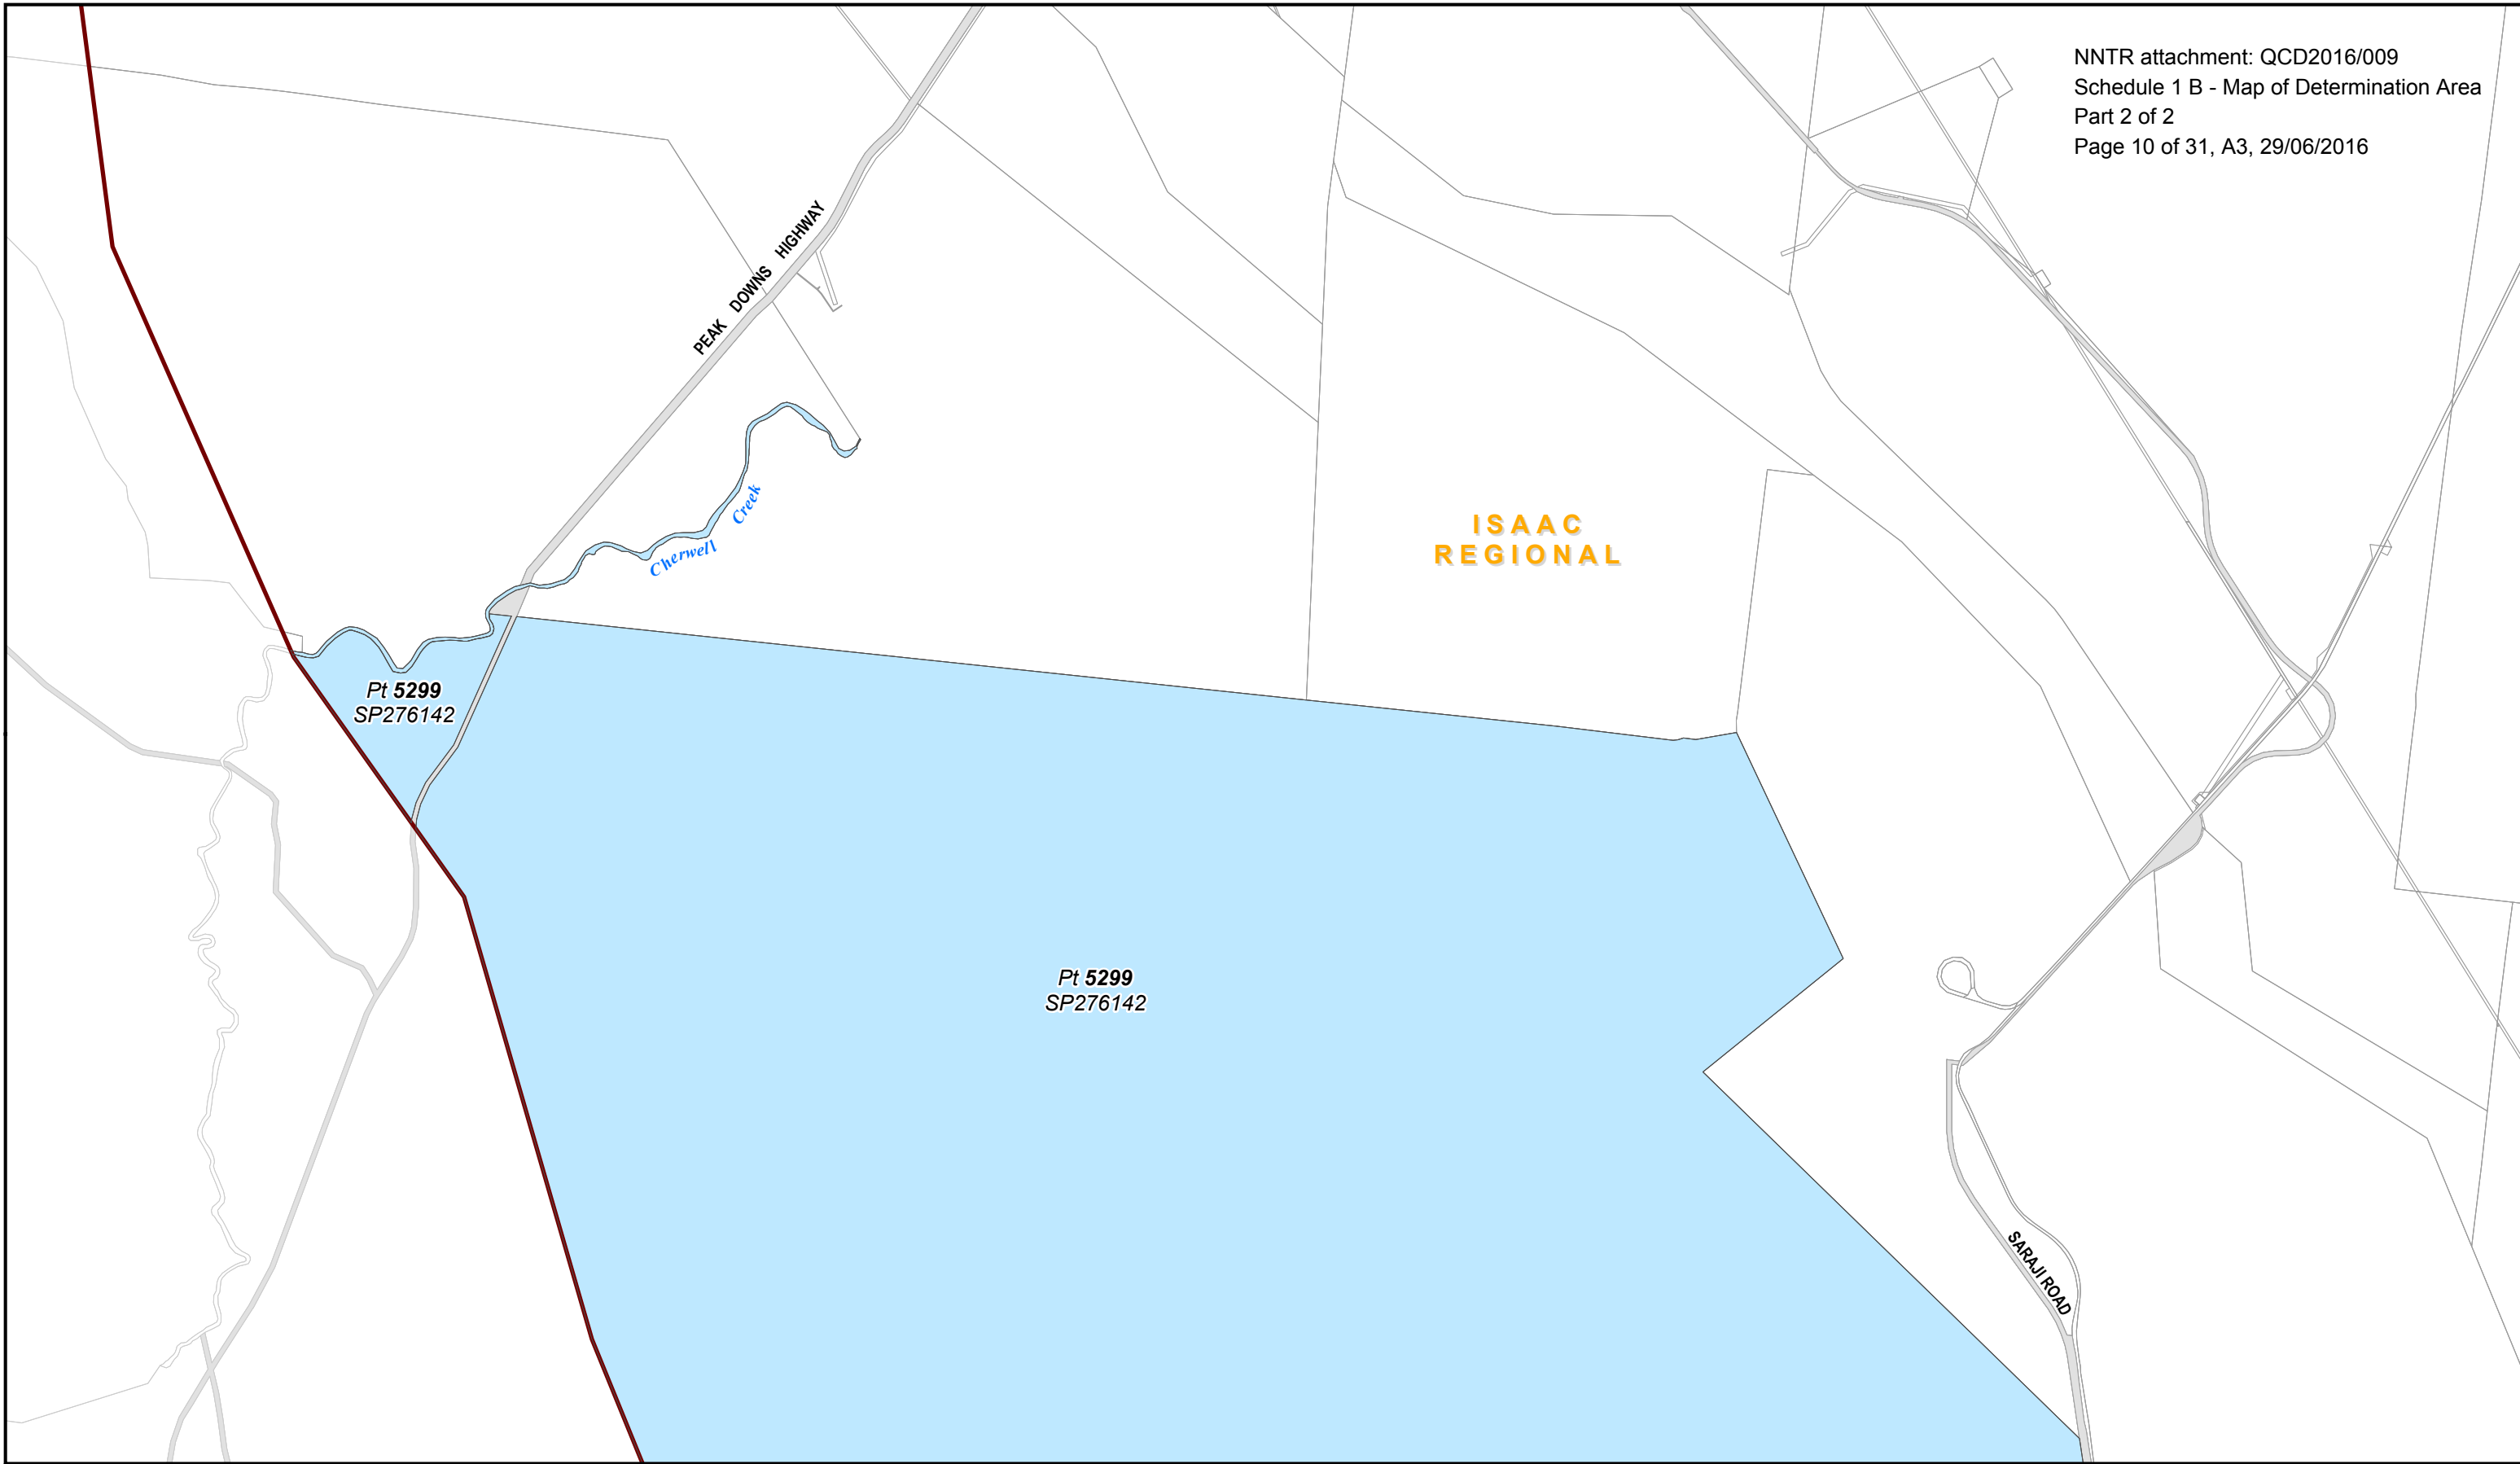 NNTR attachment: QCD2016/009
Schedule 1 B - Map of Determination Area
Part 2 of 2
Page 10 of 31, A3, 29/06/2016
PEAK DOWNS HIGHWAY
Cherwell Creek
ISAAC
REGIONAL
Pt 5299
SP276142
Pt 5299
SP276142
SARAJI ROAD